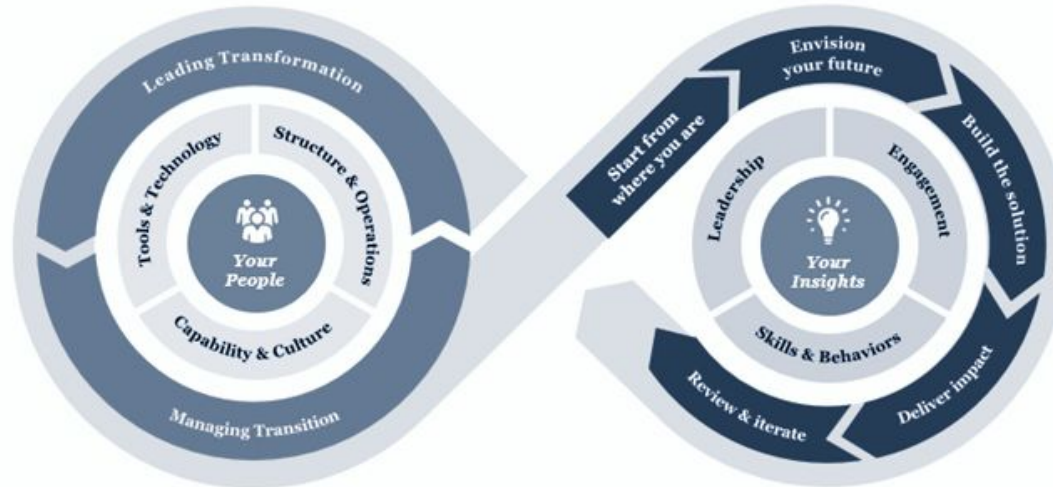 Leading Transformation
Tools & Technology
Structure & Operations
Capability & Culture
Your
People
Managing Transition
Start from
where you are
Envision
your future
Build the solution
Deliver impact
Review & iterate
Leadership
Engagement
Skills & Behaviors
Your
Insights